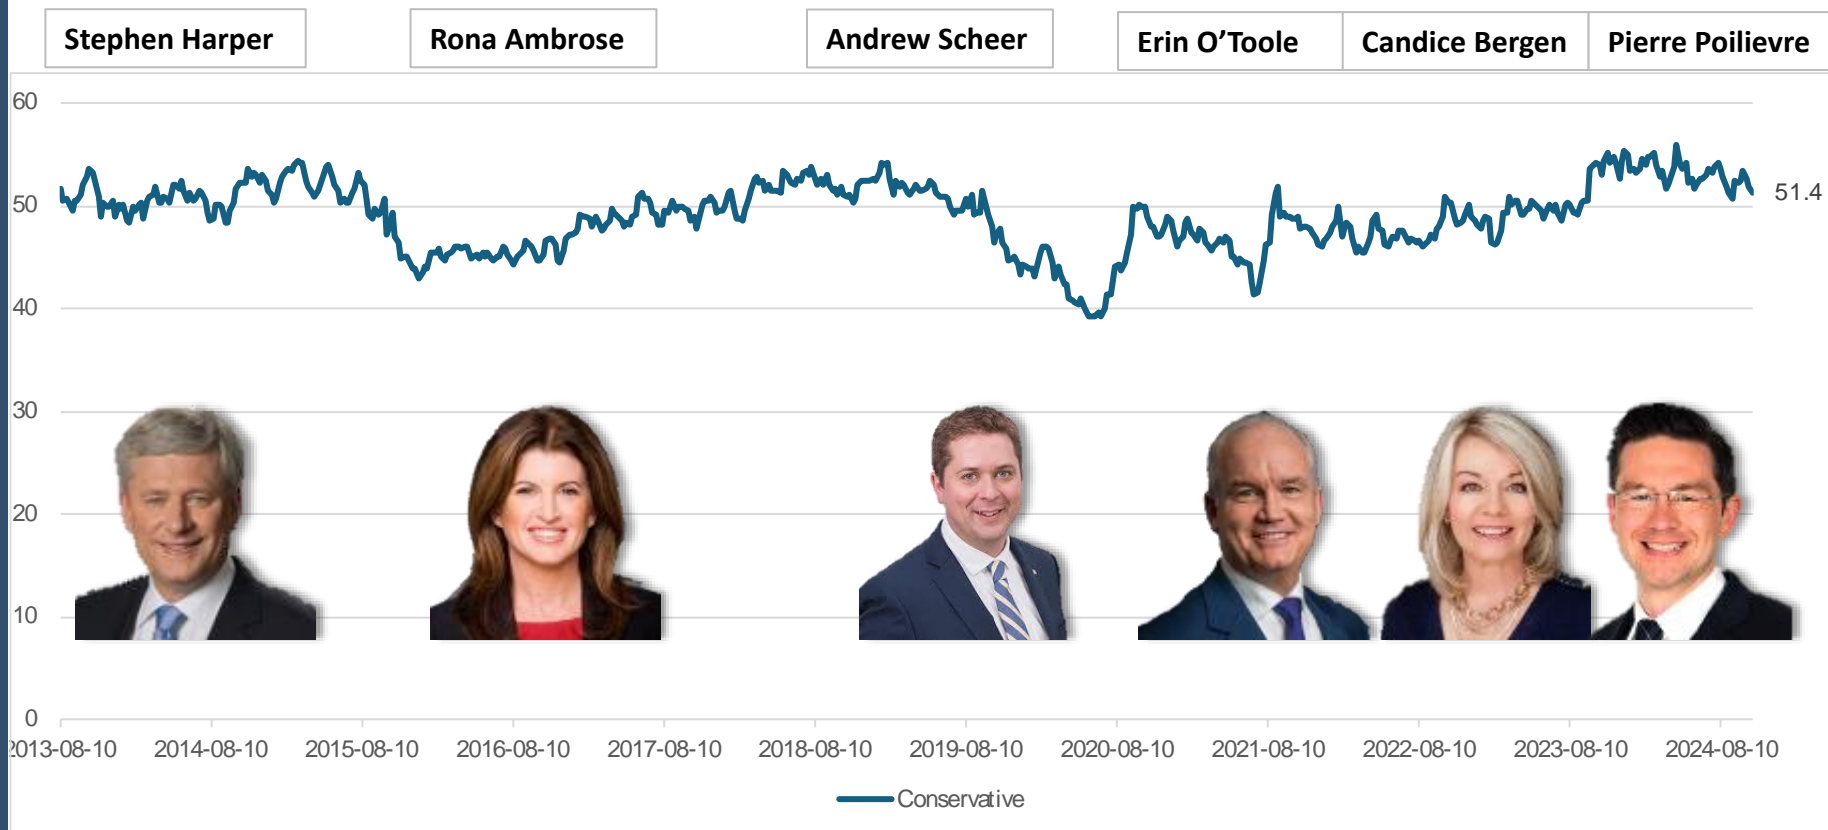 Stephen Harper Rona Ambrose Andrew Scheer Erin O’Toole Candice Bergen Pierre Poilievre
60
50
51.4
40
30
20
10
0
2013-08-10 2014-08-10 2015-08-10 2016-08-10 2017-08-10 2018-08-10 2019-08-10 2020-08-10 2021-08-10 2022-08-10 2023-08-10 2024-08-10
Conservative